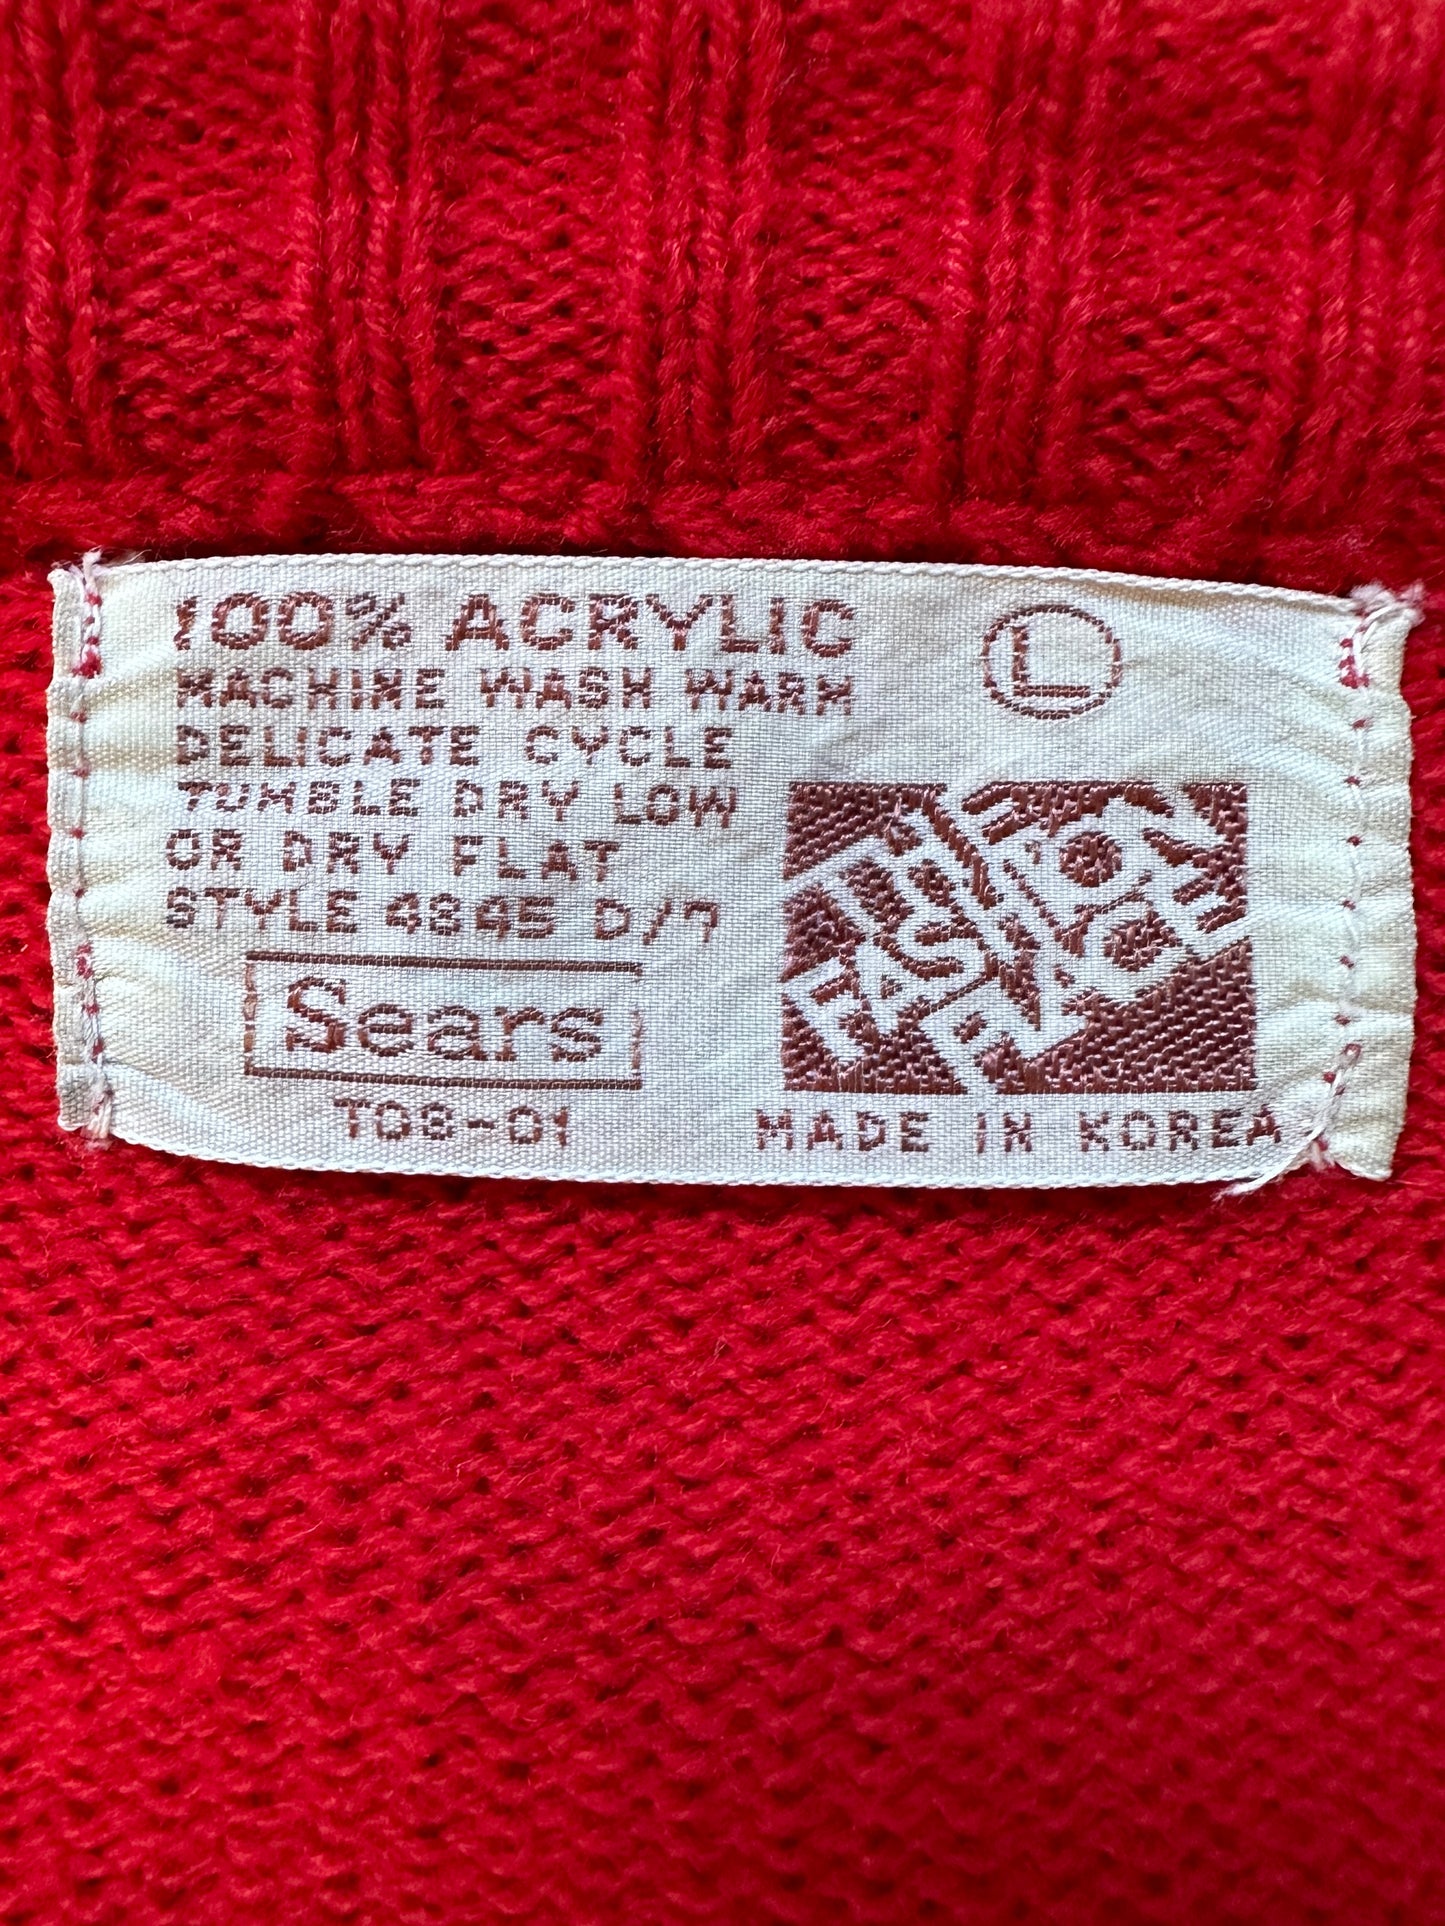 100% ACRYLIC
L
MACHINE WASH WARM
DELICATE CYCLE
TUMBLE DRY LOW
OR DRY FLAT
STYLE 4845 D/7
Sears
T08-01
MADE IN KOREA